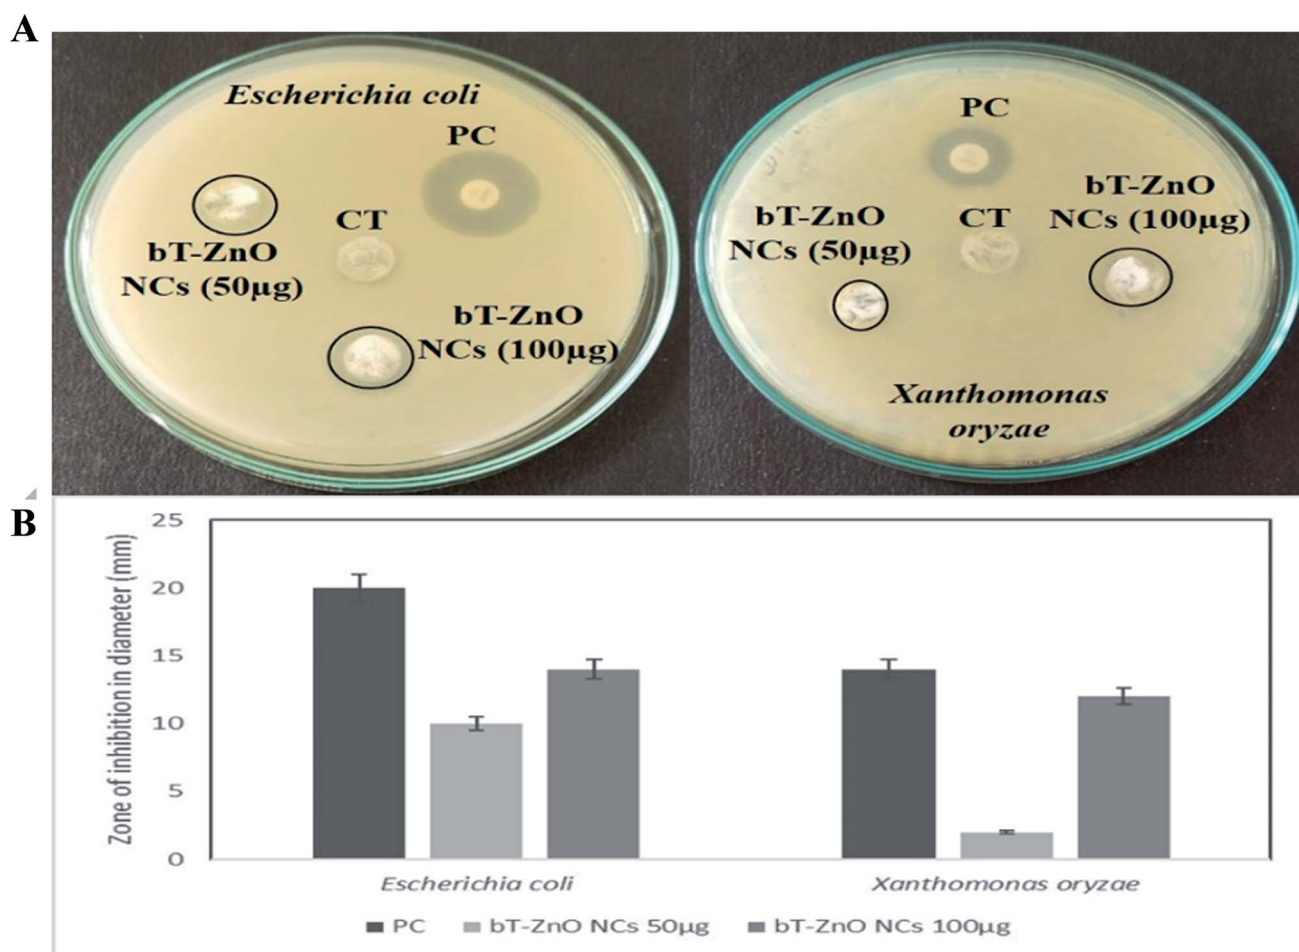 A
Escherichia coli
PC
CT
bT-ZnO
NCs (50µg)
bT-ZnO
NCs (100µg)
PC
bT-ZnO
NCs (100µg)
bT-ZnO
NCs (50µg)
CT
Xanthomonas
oryzae
B
Zone of inhibition in diameter (mm)
25
20
15
10
5
0
Escherichia coli
Xanthomonas oryzae
PC
bT-ZnO NCs 50µg
bT-ZnO NCs 100µg